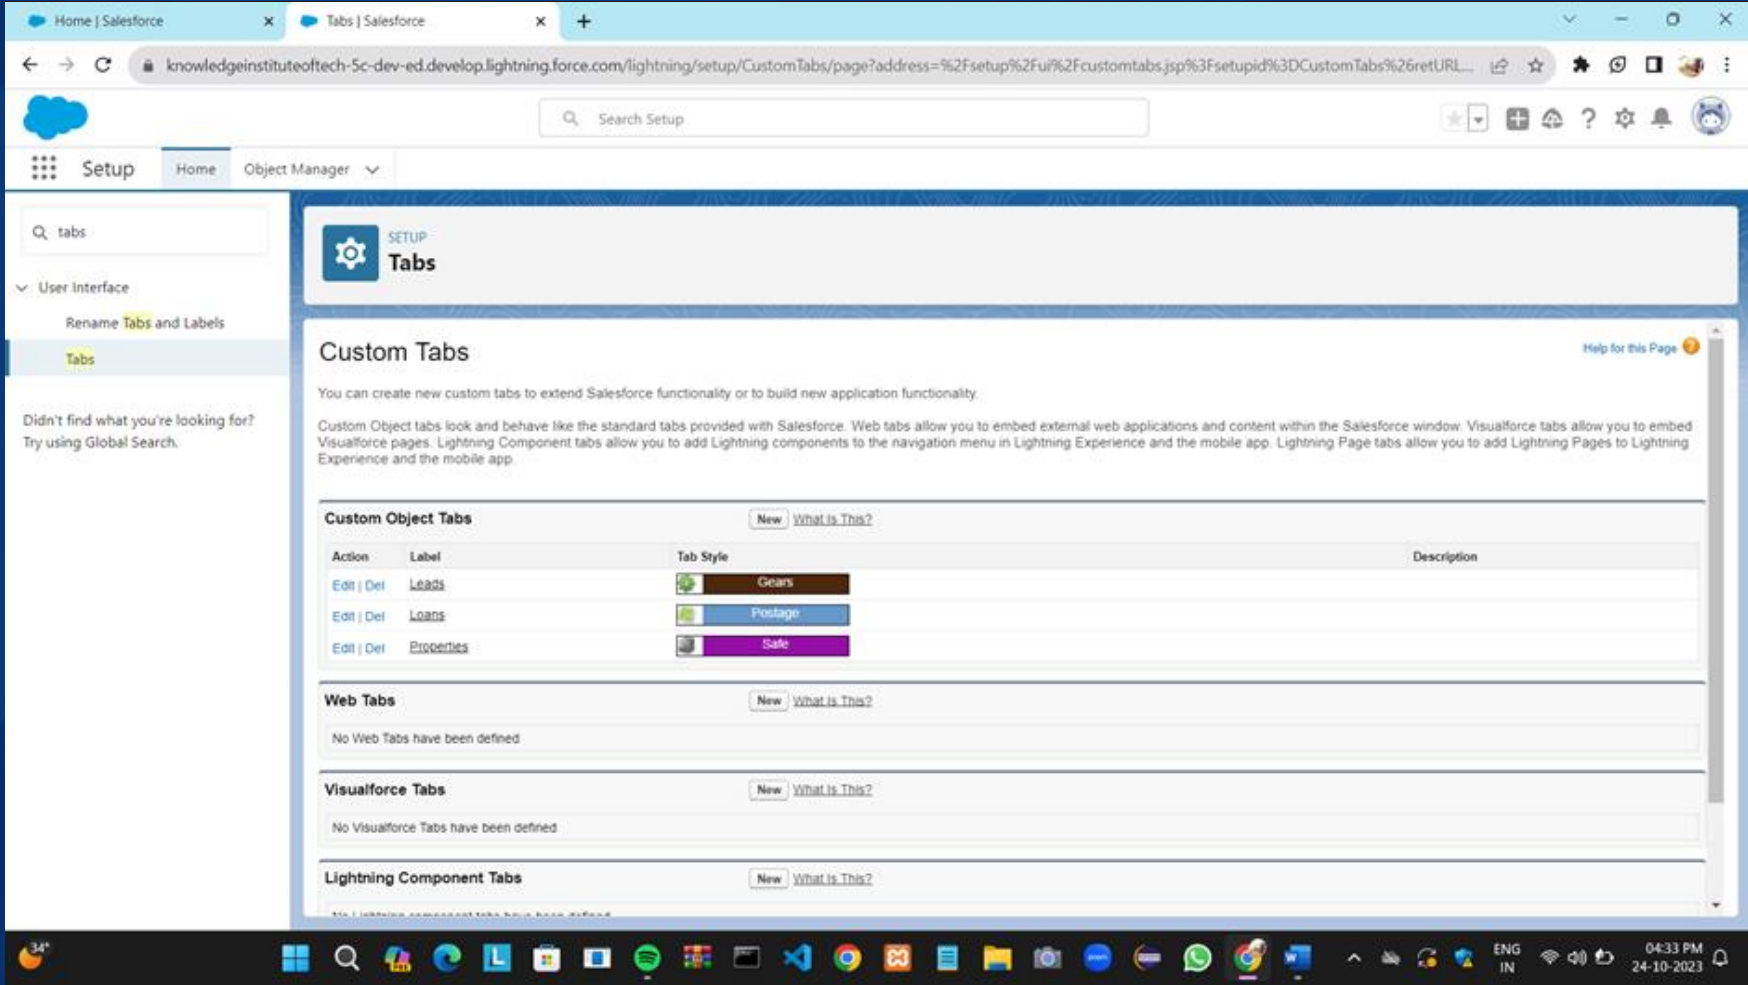 Home | Salesforce
Tabs | Salesforce
knowledgeinstituteoftech-5c-dev-ed.develop.lightning.force.com/lightning/setup/CustomTabs/page?address=%2Fsetup%2Fui%2Fcustomtabs.jsp%3Fsetupid%3DCustomTabs%26retURL...
Search Setup
Setup
Home
Object Manager
tabs
User Interface
Rename Tabs and Labels
Tabs
Didn't find what you're looking for?
Try using Global Search.
SETUP
Tabs
Custom Tabs
Help for this Page
You can create new custom tabs to extend Salesforce functionality or to build new application functionality.
Custom Object tabs look and behave like the standard tabs provided with Salesforce. Web tabs allow you to embed external web applications and content within the Salesforce window. Visualforce tabs allow you to embed
Visualforce pages. Lightning Component tabs allow you to add Lightning components to the navigation menu in Lightning Experience and the mobile app. Lightning Page tabs allow you to add Lightning Pages to Lightning
Experience and the mobile app.
Custom Object Tabs New What Is This?
Action Label Tab Style Description
Edit | Del Leads Gears
Edit | Del Loans Postage
Edit | Del Properties Safe
Web Tabs New What Is This?
No Web Tabs have been defined
Visualforce Tabs New What Is This?
No Visualforce Tabs have been defined
Lightning Component Tabs New What Is This?
No Lightning component tabs have been defined
34°
ENG
IN
04:33 PM
24-10-2023